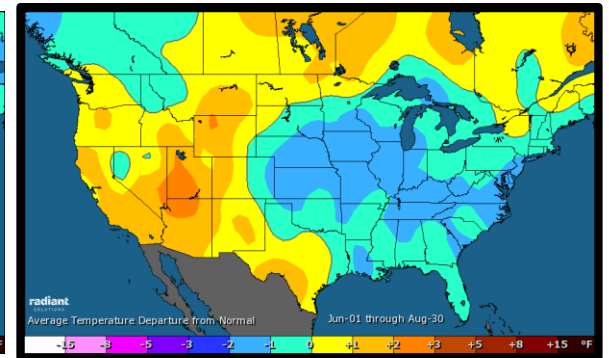 radiant
SOLUTIONS
Average Temperature Departure from Normal
Jun-01 through Aug-30
-15 -8 -5 -3 -2 -1 0 +1 +2 +3 +5 +8 +15 °F
F